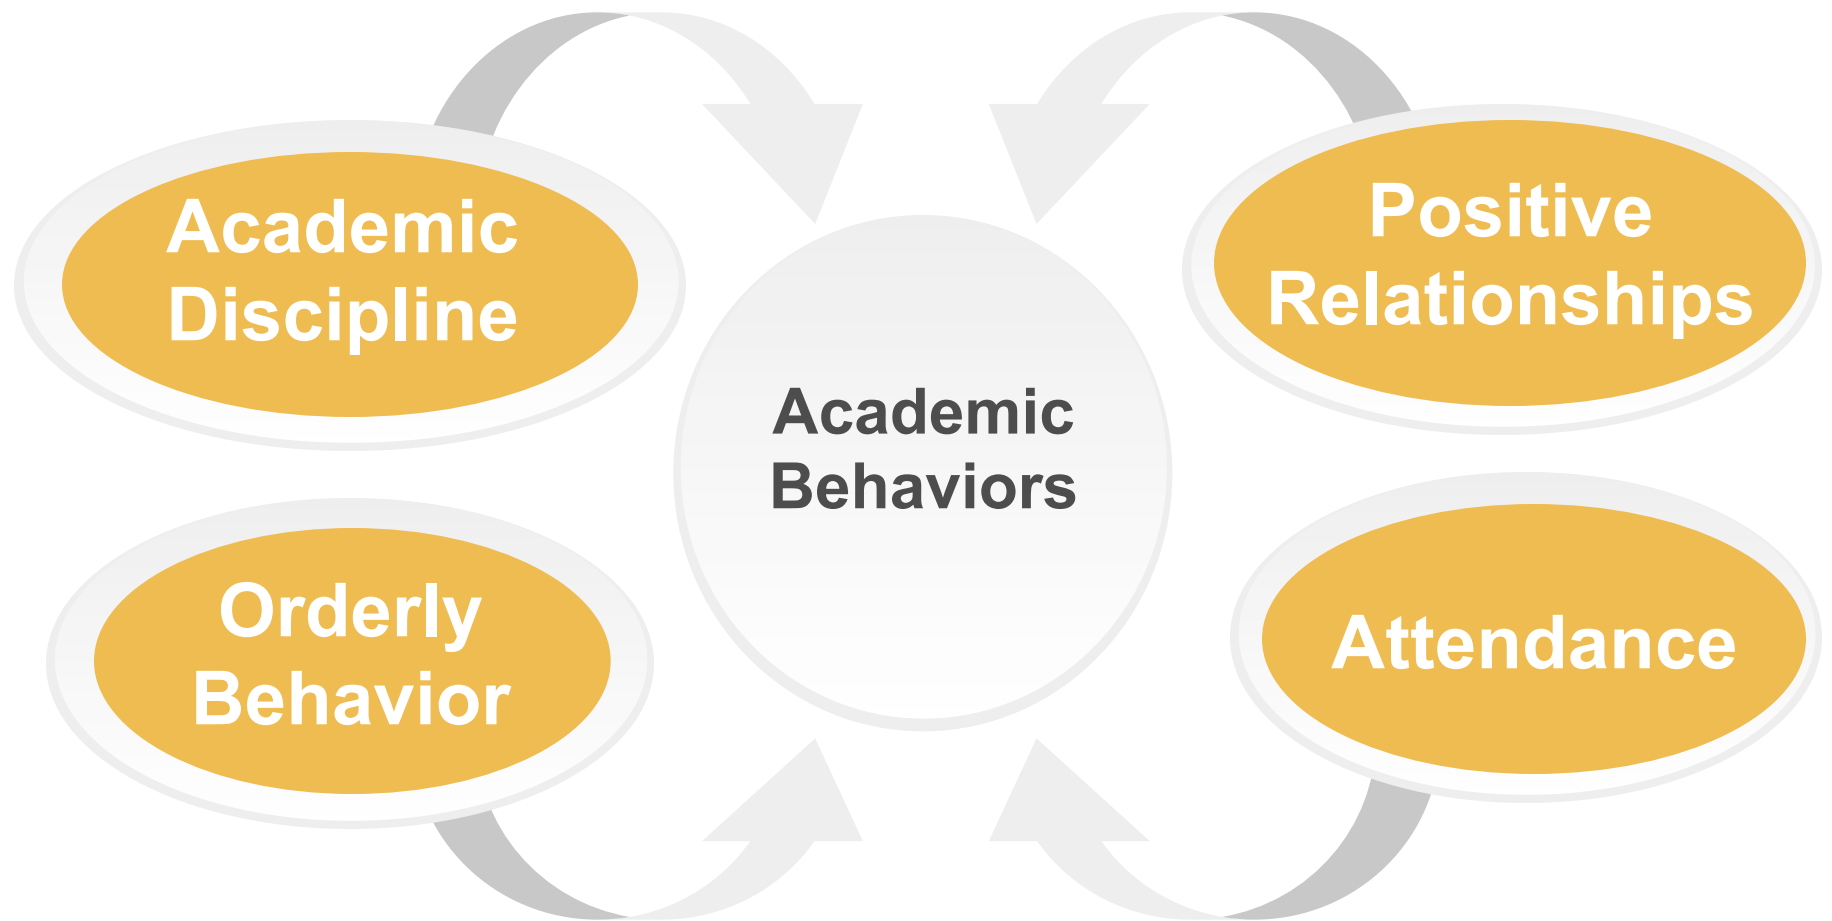 Academic
Discipline
Positive
Relationships
Academic
Behaviors
Orderly
Behavior
Attendance